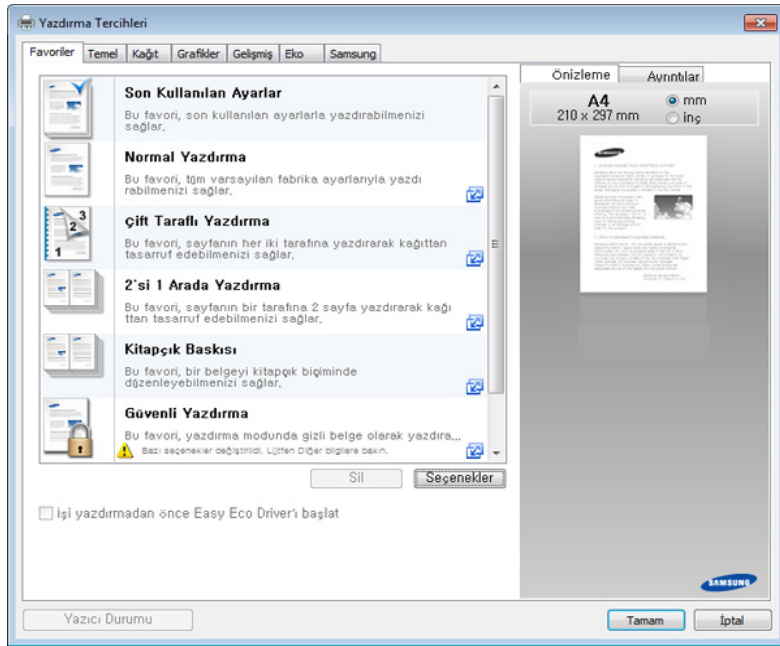 Yazdırma Tercihleri
Favoriler Temel Kağıt Grafikler Gelişmiş Eko Samsung
Son Kullanılan Ayarlar
Bu favori, son kullanılan ayarlarla yazdırabilmenizi
sağlar.
Normal Yazdırma
Bu favori, tüm varsayılan fabrika ayarlarıyla yazdı
rabilmenizi sağlar.
Çift Taraflı Yazdırma
Bu favori, sayfanın her iki tarafına yazdırarak kağıttan
tasarruf edebilmenizi sağlar.
2'si 1 Arada Yazdırma
Bu favori, sayfanın bir tarafına 2 sayfa yazdırarak kağı
ttan tasarruf edebilmenizi sağlar.
Kitapçık Baskısı
Bu favori, bir belgeyi kitapçık biçiminde
düzenleyebilmenizi sağlar.
Güvenli Yazdırma
Bu favori, yazdırma modunda gizli belge olarak yazdıra...
Bazı seçenekler değiştirildi. Lütfen Diğer bilgilere bakın.
Sil Seçenekler
İşi yazdırmadan önce Easy Eco Driver'ı başlat
Önizleme Ayrıntılar
A4 mm
210 x 297 mm inç
SAMSUNG
SAMSUNG
Yazıcı Durumu Tamam İptal